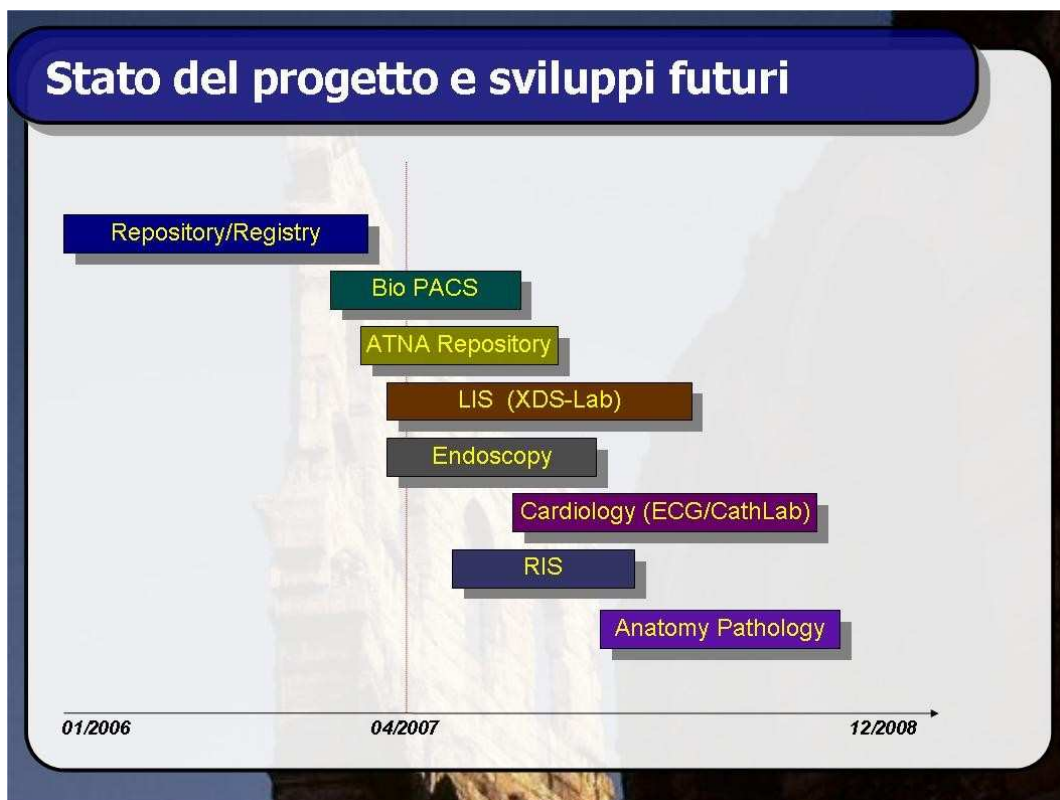 Stato del progetto e sviluppi futuri
Repository/Registry
Bio PACS
ATNA Repository
LIS (XDS-Lab)
Endoscopy
Cardiology (ECG/CathLab)
RIS
Anatomy Pathology
01/2006 04/2007 12/2008